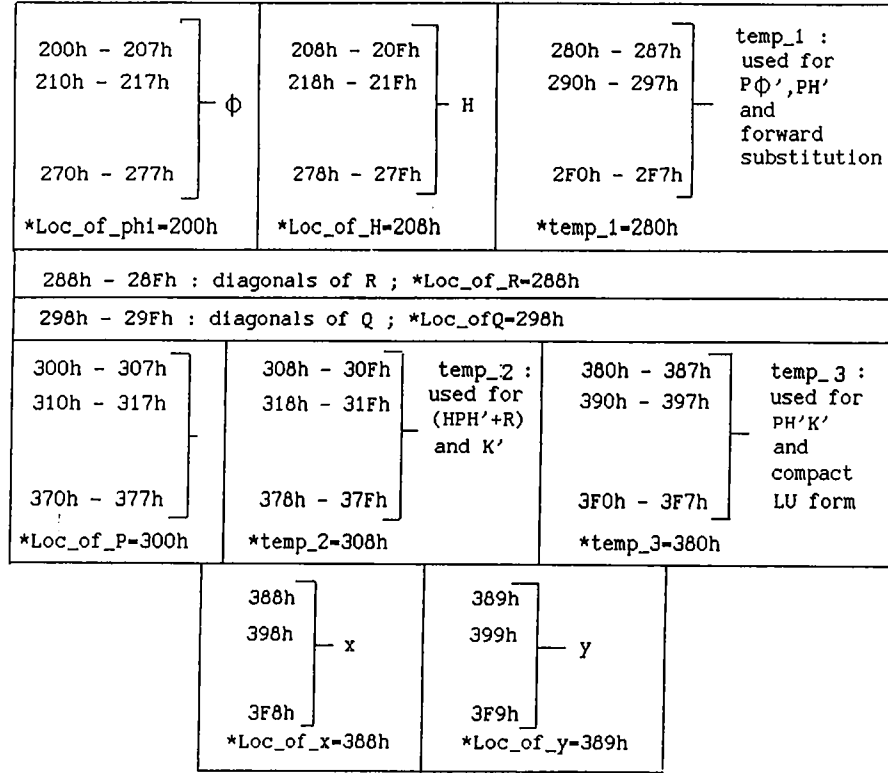 200h - 207h
210h - 217h
270h - 277h
Φ
*Loc_of_phi=200h
208h - 20Fh
218h - 21Fh
278h - 27Fh
H
*Loc_of_H=208h
280h - 287h
290h - 297h
2F0h - 2F7h
temp_1 :
used for
PΦ′,PH′
and
forward
substitution
*temp_1=280h
288h - 28Fh : diagonals of R ; *Loc_of_R=288h
298h - 29Fh : diagonals of Q ; *Loc_ofQ=298h
300h - 307h
310h - 317h
370h - 377h
*Loc_of_P=300h
308h - 30Fh
318h - 31Fh
378h - 37Fh
temp_2 :
used for
(HPH′+R)
and K′
*temp_2=308h
380h - 387h
390h - 397h
3F0h - 3F7h
temp_3 :
used for
PH′K′
and
compact
LU form
*temp_3=380h
388h
398h
3F8h
x
*Loc_of_x=388h
389h
399h
3F9h
y
*Loc_of_y=389h